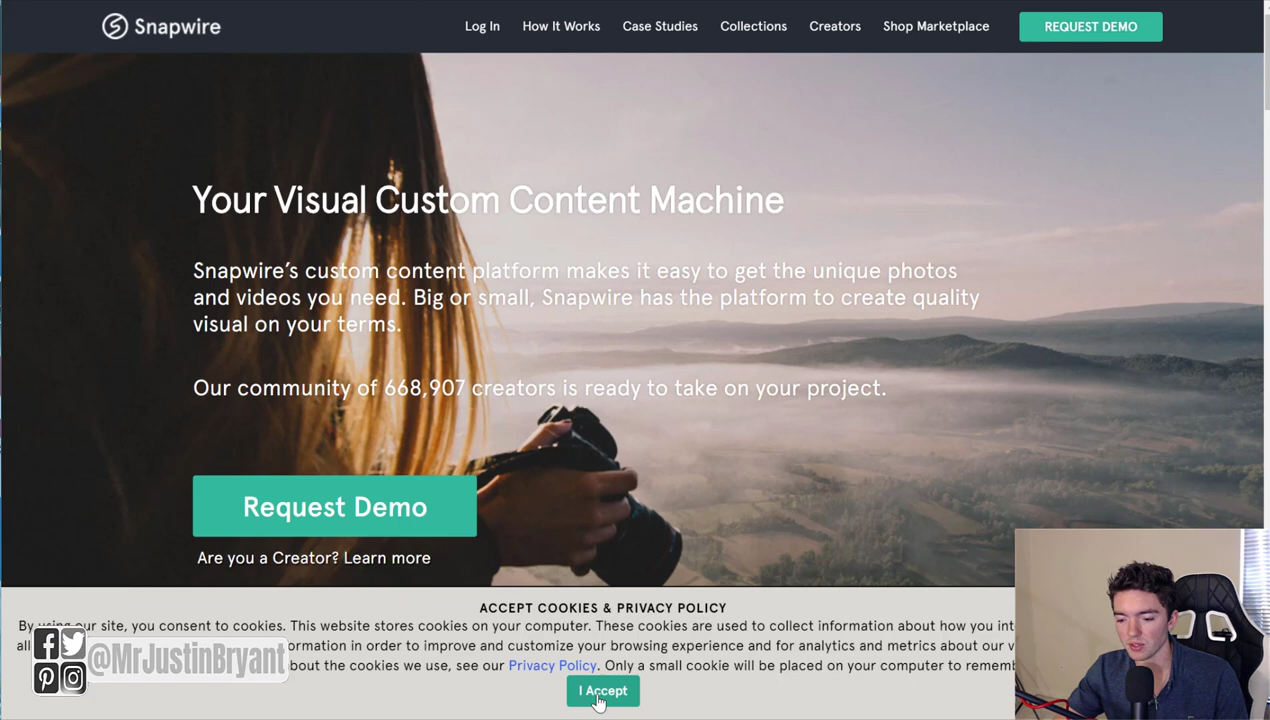 Snapwire
Log In
How It Works
Case Studies
Collections
Creators
Shop Marketplace
REQUEST DEMO
Your Visual Custom Content Machine
Snapwire's custom content platform makes it easy to get the unique photos
and videos you need. Big or small, Snapwire has the platform to create quality
visual on your terms.
Our community of 668,907 creators is ready to take on your project.
Request Demo
Are you a Creator? Learn more
ACCEPT COOKIES & PRIVACY POLICY
By using our site, you consent to cookies. This website stores cookies on your computer. These cookies are used to collect information about how you
in order to improve and customize your browsing experience and for analytics and metrics about our
about the cookies we use, see our Privacy Policy. Only a small cookie will be placed on your computer to
I Accept
@MrJustinBryant